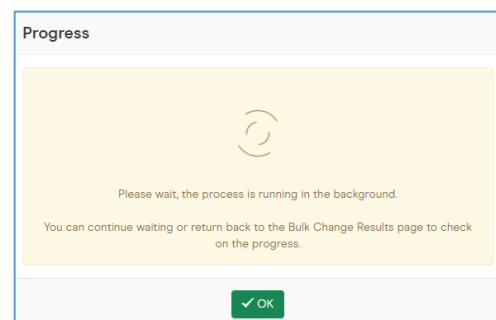 Progress
Please wait, the process is running in the background.
You can continue waiting or return back to the Bulk Change Results page to check
on the progress.
OK